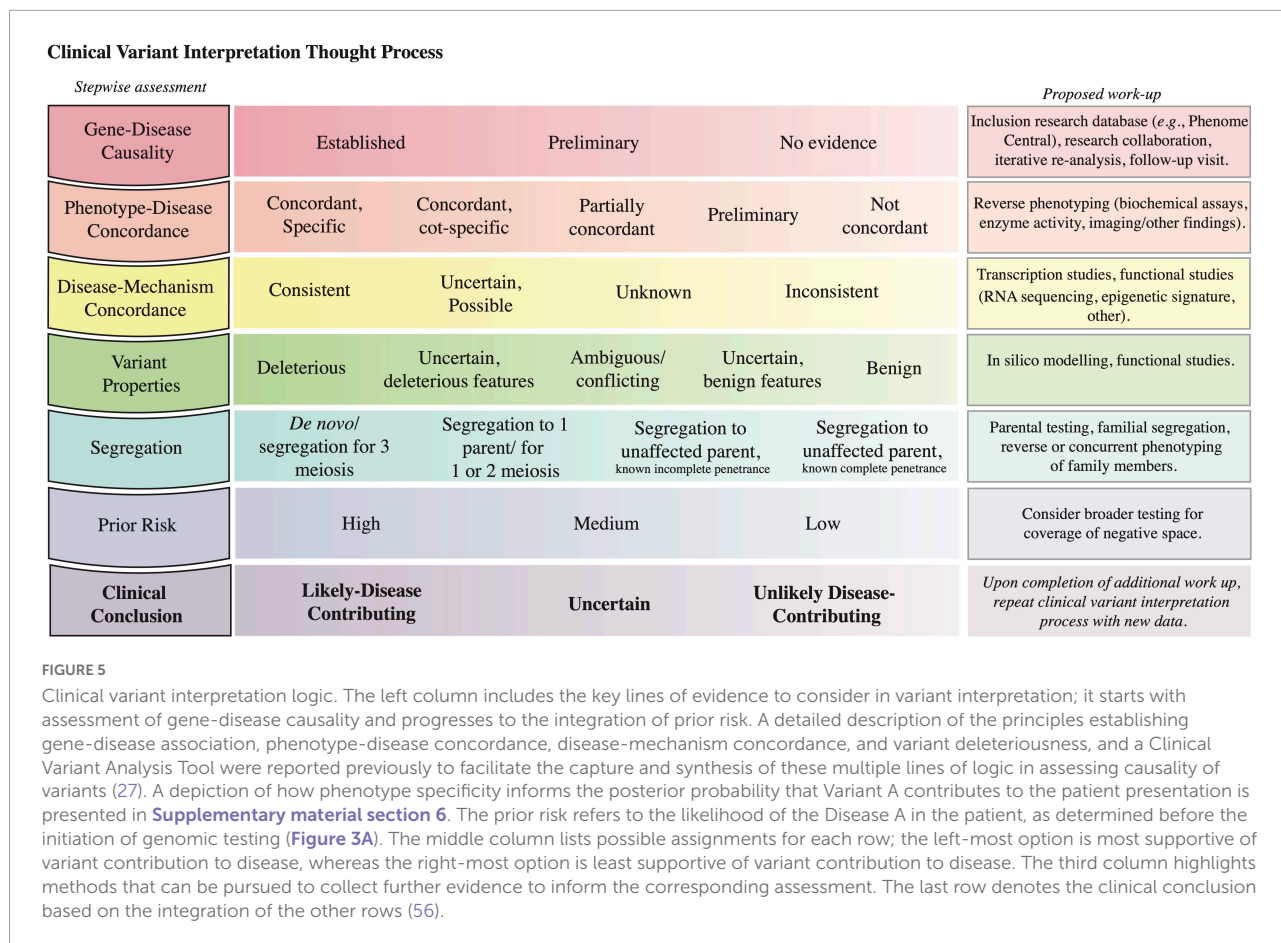 Clinical Variant Interpretation Thought Process
Stepwise assessment
Proposed work-up
Gene-Disease
Causality
Established
Preliminary
No evidence
Inclusion research database (e.g., Phenome
Central), research collaboration,
iterative re-analysis, follow-up visit.
Phenotype-Disease
Concordance
Concordant,
Specific
Concordant,
cot-specific
Partially
concordant
Preliminary
Not
concordant
Reverse phenotyping (biochemical assays,
enzyme activity, imaging/other findings).
Disease-Mechanism
Concordance
Consistent
Uncertain,
Possible
Unknown
Inconsistent
Transcription studies, functional studies
(RNA sequencing, epigenetic signature,
other).
Variant
Properties
Deleterious
Uncertain,
deleterious features
Ambiguous/
conflicting
Uncertain,
benign features
Benign
In silico modelling, functional studies.
Segregation
De novo/
segregation for 3
meiosis
Segregation to 1
parent/ for
1 or 2 meiosis
Segregation to
unaffected parent,
known incomplete penetrance
Segregation to
unaffected parent,
known complete penetrance
Parental testing, familial segregation,
reverse or concurrent phenotyping
of family members.
Prior Risk
High
Medium
Low
Consider broader testing for
coverage of negative space.
Clinical
Conclusion
Likely-Disease
Contributing
Uncertain
Unlikely Disease-
Contributing
Upon completion of additional work up,
repeat clinical variant interpretation
process with new data.
FIGURE 5
Clinical variant interpretation logic. The left column includes the key lines of evidence to consider in variant interpretation; it starts with
assessment of gene-disease causality and progresses to the integration of prior risk. A detailed description of the principles establishing
gene-disease association, phenotype-disease concordance, disease-mechanism concordance, and variant deleteriousness, and a Clinical
Variant Analysis Tool were reported previously to facilitate the capture and synthesis of these multiple lines of logic in assessing causality of
variants (27). A depiction of how phenotype specificity informs the posterior probability that Variant A contributes to the patient presentation is
presented in Supplementary material section 6. The prior risk refers to the likelihood of the Disease A in the patient, as determined before the
initiation of genomic testing (Figure 3A). The middle column lists possible assignments for each row; the left-most option is most supportive of
variant contribution to disease, whereas the right-most option is least supportive of variant contribution to disease. The third column highlights
methods that can be pursued to collect further evidence to inform the corresponding assessment. The last row denotes the clinical conclusion
based on the integration of the other rows (56).